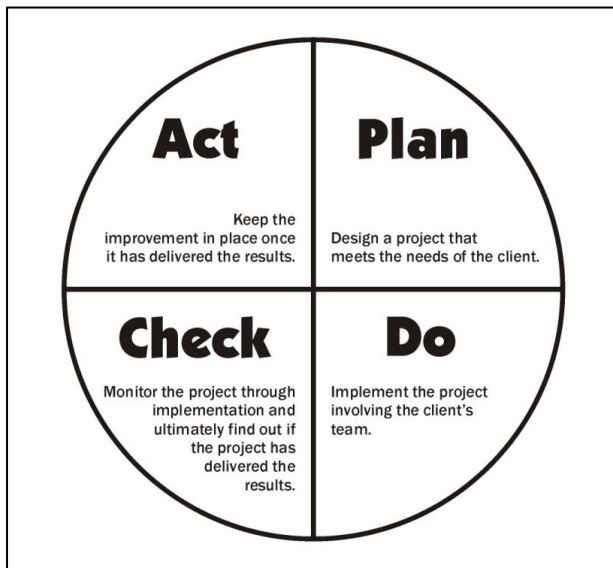 Act
Keep the
improvement in place once
it has delivered the results.
Plan
Design a project that
meets the needs of the client.
Check
Monitor the project through
implementation and
ultimately find out if
the project has
delivered the
results.
Do
Implement the project
involving the client's
team.